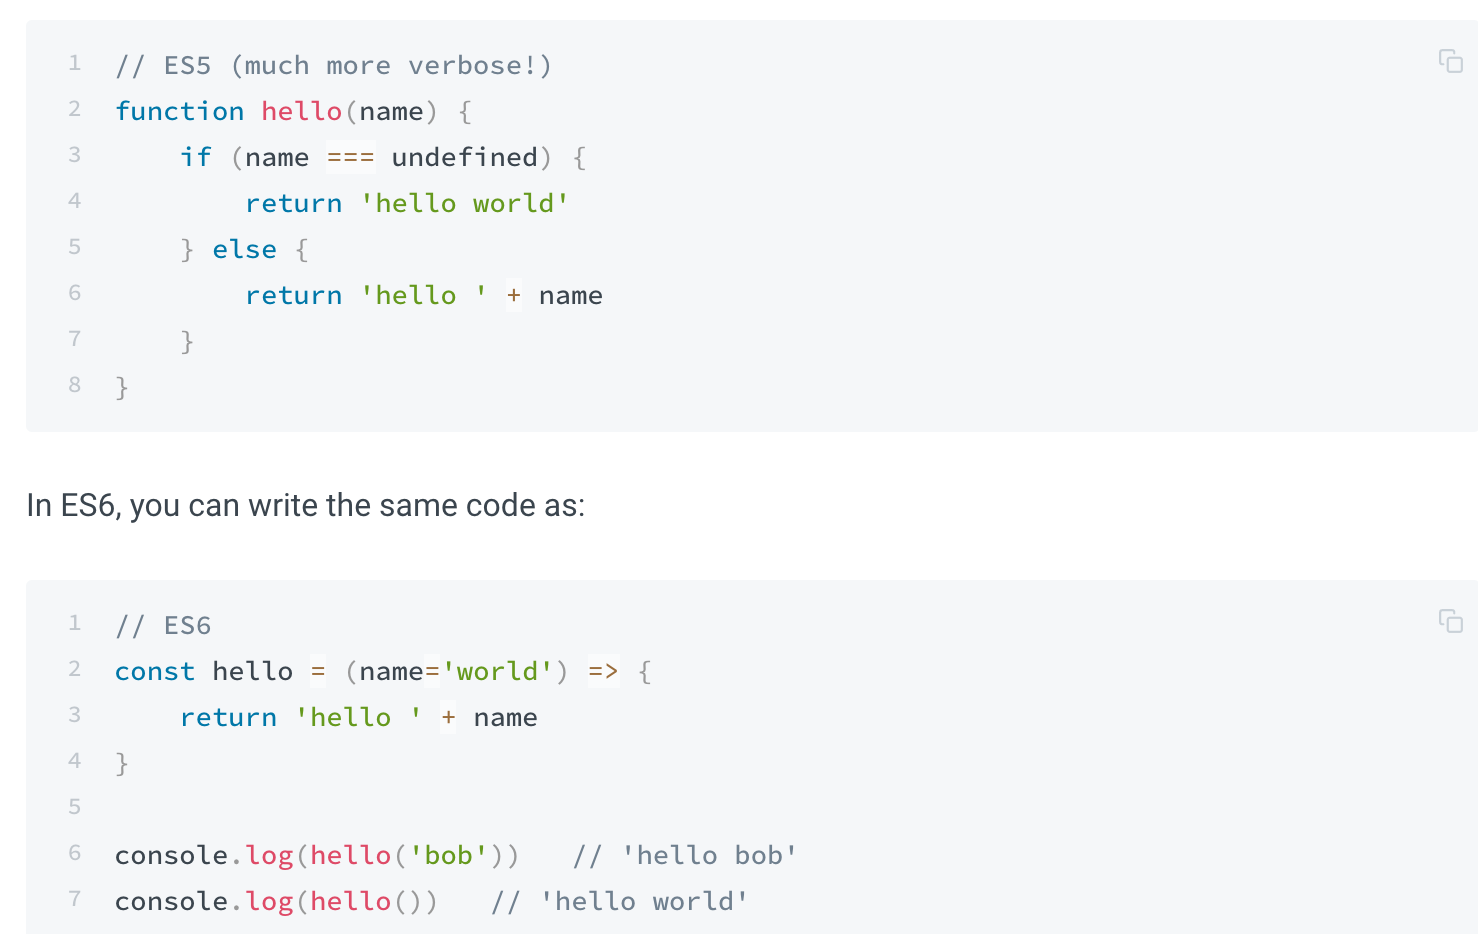 1 // ES5 (much more verbose!)
2 function hello(name) {
3     if (name === undefined) {
4         return 'hello world'
5     } else {
6         return 'hello ' + name
7     }
8 }
In ES6, you can write the same code as:
1 // ES6
2 const hello = (name='world') => {
3     return 'hello ' + name
4 }
5
6 console.log(hello('bob'))   // 'hello bob'
7 console.log(hello())   // 'hello world'